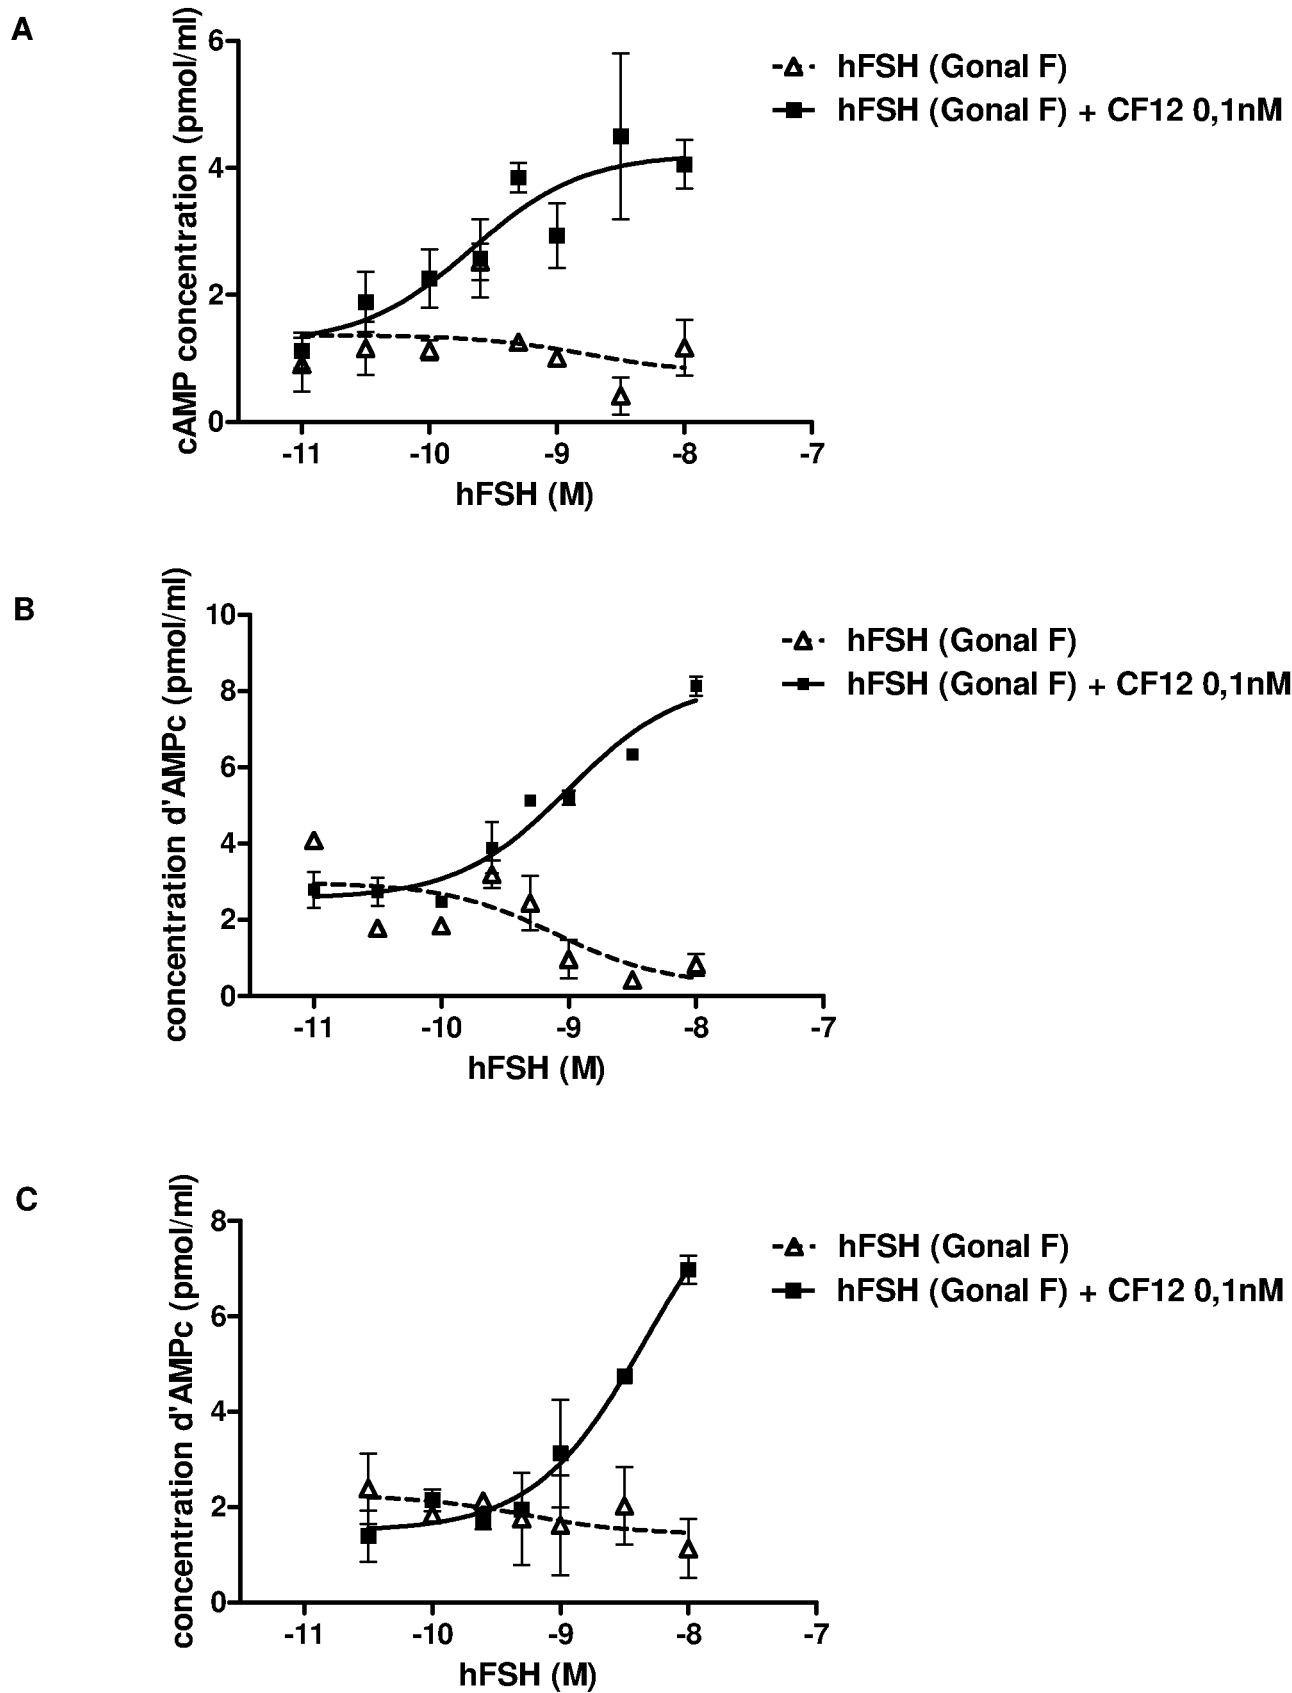 A
cAMP concentration (pmol/ml)
6
4
2
0
-11
-10
-9
-8
-7
hFSH (M)
hFSH (Gonal F)
hFSH (Gonal F) + CF12 0,1nM
B
concentration d'AMPc (pmol/ml)
10
8
6
4
2
0
-11
-10
-9
-8
-7
hFSH (M)
hFSH (Gonal F)
hFSH (Gonal F) + CF12 0,1nM
C
concentration d'AMPc (pmol/ml)
8
6
4
2
0
-11
-10
-9
-8
-7
hFSH (M)
hFSH (Gonal F)
hFSH (Gonal F) + CF12 0,1nM